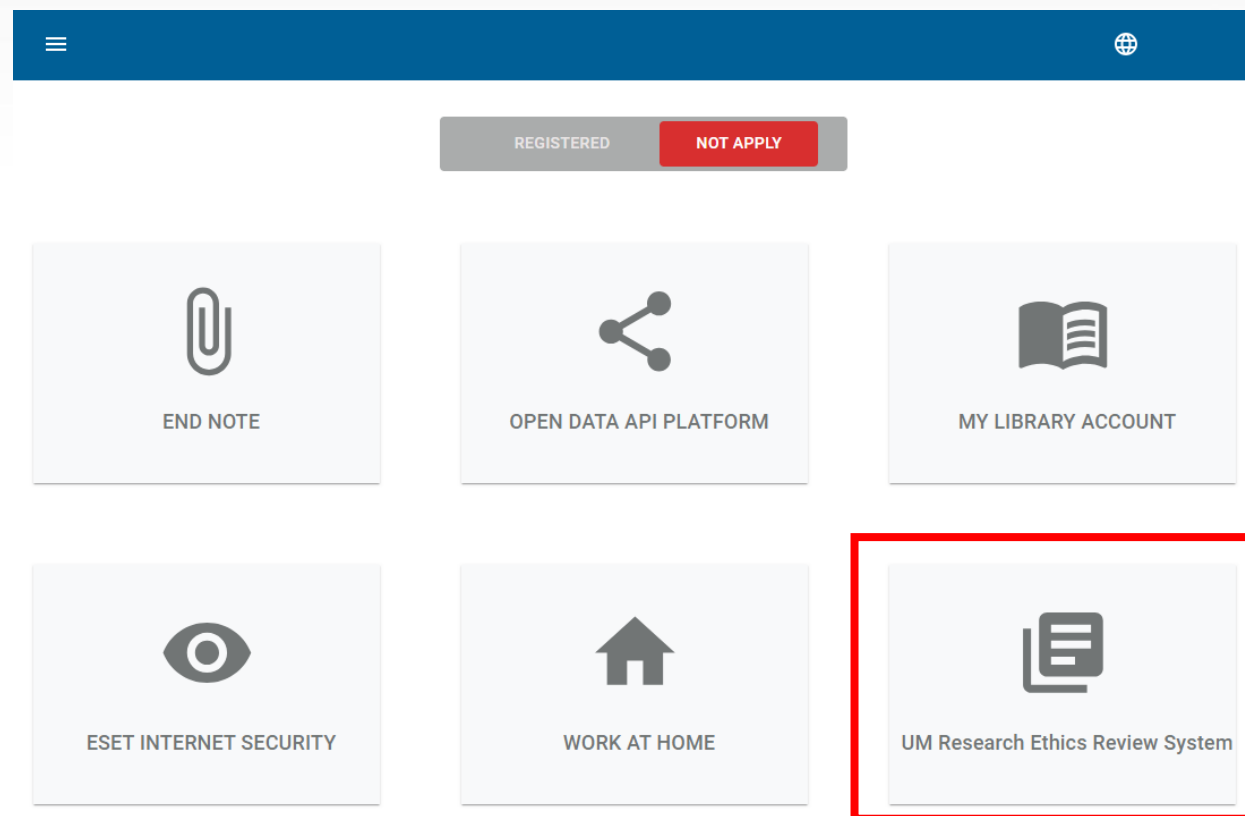 REGISTERED NOT APPLY
END NOTE OPEN DATA API PLATFORM MY LIBRARY ACCOUNT
ESET INTERNET SECURITY WORK AT HOME UM Research Ethics Review System